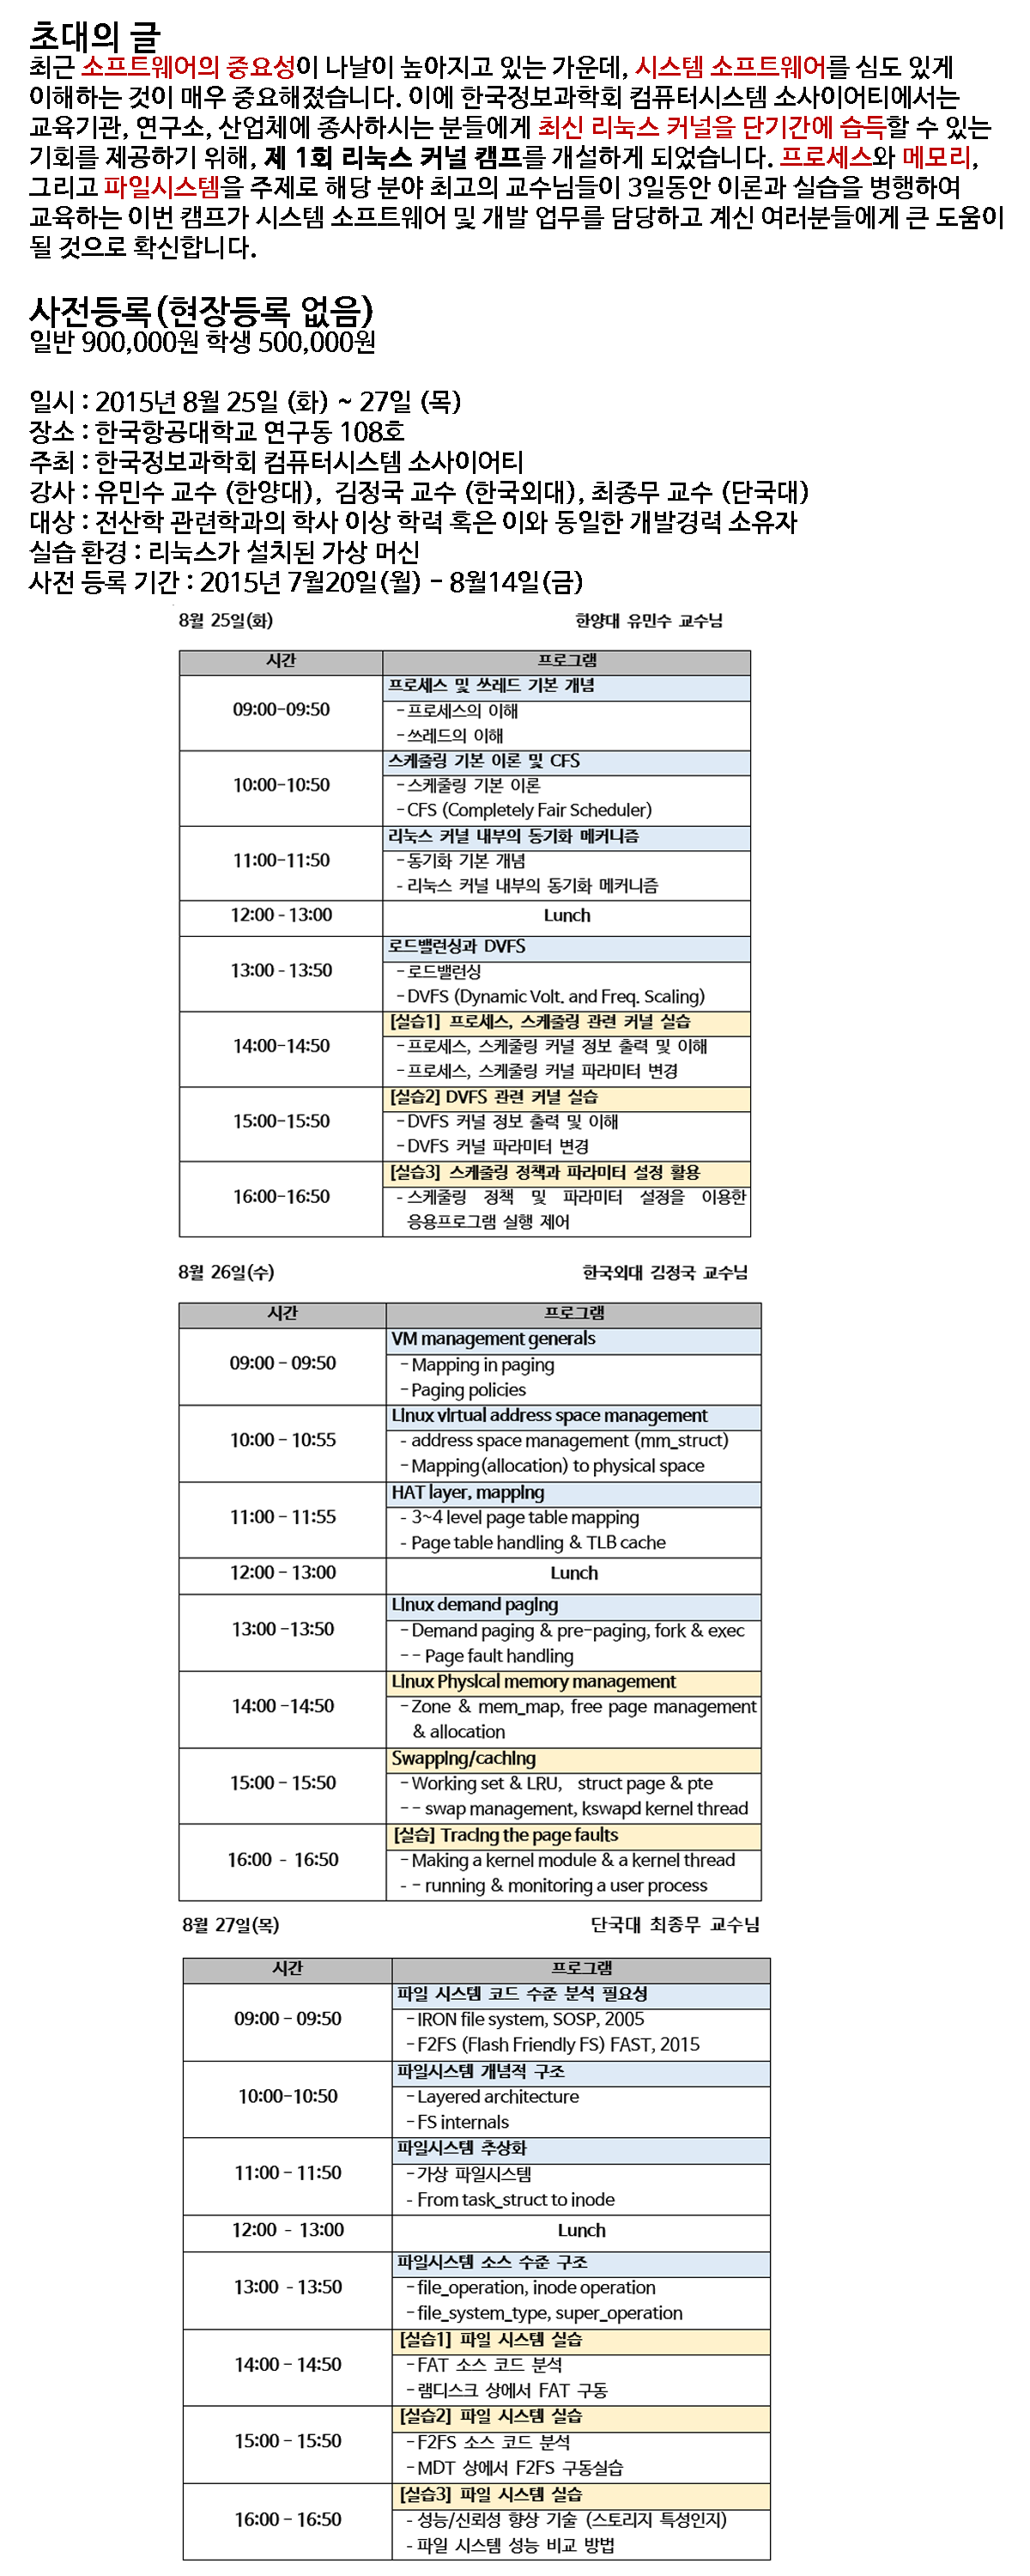 초대의 글
최근 소프트웨어의 중요성이 나날이 높아지고 있는 가운데, 시스템 소프트웨어를 심도 있게
이해하는 것이 매우 중요해졌습니다. 이에 한국정보과학회 컴퓨터시스템 소사이어티에서는
교육기관, 연구소, 산업체에 종사하시는 분들에게 최신 리눅스 커널을 단기간에 습득할 수 있는
기회를 제공하기 위해, 제 1회 리눅스 커널 캠프를 개설하게 되었습니다. 프로세스와 메모리,
그리고 파일시스템을 주제로 해당 분야 최고의 교수님들이 3일동안 이론과 실습을 병행하여
교육하는 이번 캠프가 시스템 소프트웨어 및 개발 업무를 담당하고 계신 여러분들에게 큰 도움이
될 것으로 확신합니다.
사전등록(현장등록 없음)
일반 900,000원 학생 500,000원
일시 : 2015년 8월 25일 (화) ~ 27일 (목)
장소 : 한국항공대학교 연구동 108호
주최 : 한국정보과학회 컴퓨터시스템 소사이어티
강사 : 유민수 교수 (한양대), 김정국 교수 (한국외대), 최종무 교수 (단국대)
대상 : 전산학 관련학과의 학사 이상 학력 혹은 이와 동일한 개발경력 소유자
실습 환경 : 리눅스가 설치된 가상 머신
사전 등록 기간 : 2015년 7월20일(월) - 8월14일(금)
8월 25일(화) 한양대 유민수 교수님
시간 프로그램
09:00-09:50 프로세스 및 쓰레드 기본 개념
- 프로세스의 이해
- 쓰레드의 이해
10:00-10:50 스케줄링 기본 이론 및 CFS
- 스케줄링 기본 이론
- CFS (Completely Fair Scheduler)
11:00-11:50 리눅스 커널 내부의 동기화 메커니즘
- 동기화 기본 개념
- 리눅스 커널 내부의 동기화 메커니즘
12:00 - 13:00 Lunch
13:00 - 13:50 로드밸런싱과 DVFS
- 로드밸런싱
- DVFS (Dynamic Volt. and Freq. Scaling)
14:00-14:50 [실습1] 프로세스, 스케줄링 관련 커널 실습
- 프로세스, 스케줄링 커널 정보 출력 및 이해
- 프로세스, 스케줄링 커널 파라미터 변경
15:00-15:50 [실습2] DVFS 관련 커널 실습
- DVFS 커널 정보 출력 및 이해
- DVFS 커널 파라미터 변경
16:00-16:50 [실습3] 스케줄링 정책과 파라미터 설정 활용
- 스케줄링 정책 및 파라미터 설정을 이용한
응용프로그램 실행 제어
8월 26일(수) 한국외대 김정국 교수님
시간 프로그램
09:00 - 09:50 VM management generals
- Mapping in paging
- Paging policies
10:00 - 10:55 Linux virtual address space management
- address space management (mm_struct)
- Mapping(allocation) to physical space
11:00 - 11:55 HAT layer, mapping
- 3~4 level page table mapping
- Page table handling & TLB cache
12:00 - 13:00 Lunch
13:00 -13:50 Linux demand paging
- Demand paging & pre-paging, fork & exec
- - Page fault handling
14:00 -14:50 Linux Physical memory management
- Zone & mem_map, free page management
& allocation
15:00 - 15:50 Swapping/caching
- Working set & LRU, struct page & pte
- - swap management, kswapd kernel thread
16:00 - 16:50 [실습] Tracing the page faults
- Making a kernel module & a kernel thread
- - running & monitoring a user process
8월 27일(목) 단국대 최종무 교수님
시간 프로그램
09:00 - 09:50 파일 시스템 코드 수준 분석 필요성
- IRON file system, SOSP, 2005
- F2FS (Flash Friendly FS) FAST, 2015
10:00-10:50 파일시스템 개념적 구조
- Layered architecture
- FS internals
11:00 - 11:50 파일시스템 추상화
- 가상 파일시스템
- From task_struct to inode
12:00 - 13:00 Lunch
13:00 - 13:50 파일시스템 소스 수준 구조
- file_operation, inode operation
- file_system_type, super_operation
14:00 - 14:50 [실습1] 파일 시스템 실습
- FAT 소스 코드 분석
- 램디스크 상에서 FAT 구동
15:00 - 15:50 [실습2] 파일 시스템 실습
- F2FS 소스 코드 분석
- MDT 상에서 F2FS 구동실습
16:00 - 16:50 [실습3] 파일 시스템 실습
- 성능/신뢰성 향상 기술 (스토리지 특성인지)
- 파일 시스템 성능 비교 방법